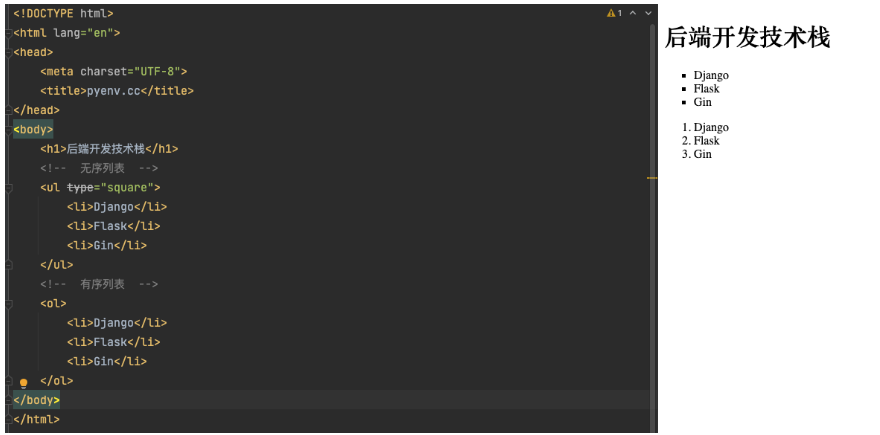 <!DOCTYPE html>
<html lang="en">
<head>
    <meta charset="UTF-8">
    <title>pyenv.cc</title>
</head>
<body>
    <h1>后端开发技术栈</h1>
    <!--  无序列表  -->
    <ul type="square">
        <li>Django</li>
        <li>Flask</li>
        <li>Gin</li>
    </ul>
    <!--  有序列表  -->
    <ol>
        <li>Django</li>
        <li>Flask</li>
        <li>Gin</li>
    </ol>
</body>
</html>
1
后端开发技术栈
▪ Django
▪ Flask
▪ Gin
1. Django
2. Flask
3. Gin